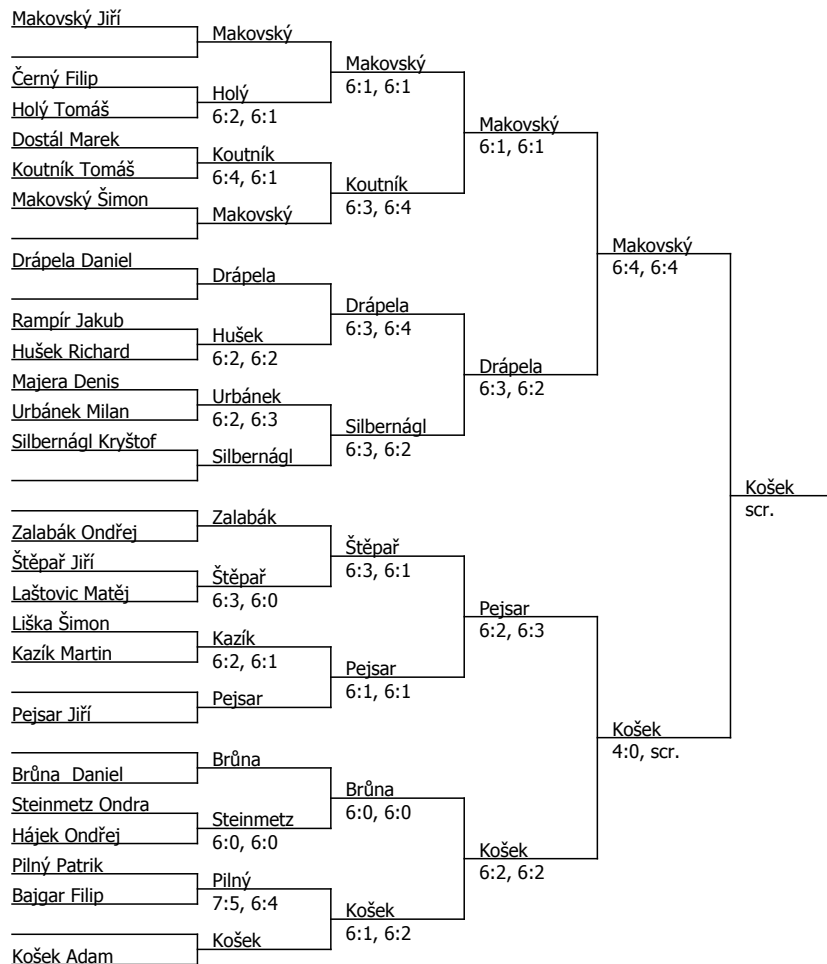 Makovský Jiří
Makovský
Makovský
6:1, 6:1
Černý Filip
Holý
Holý Tomáš
6:2, 6:1
Makovský
6:1, 6:1
Dostál Marek
Koutník
Koutník Tomáš
6:4, 6:1
Koutník
6:3, 6:4
Makovský Šimon
Makovský
Makovský
6:4, 6:4
Drápela Daniel
Drápela
Drápela
6:3, 6:4
Rampír Jakub
Hušek
Hušek Richard
6:2, 6:2
Drápela
6:3, 6:2
Majera Denis
Urbánek
Urbánek Milan
6:2, 6:3
Silbernágl
6:3, 6:2
Silbernágl Kryštof
Silbernágl
Košek
scr.
Zalabák
Zalabák Ondřej
Štěpař
6:3, 6:1
Štěpař Jiří
Štěpař
Laštovic Matěj
6:3, 6:0
Pejsar
6:2, 6:3
Liška Šimon
Kazík
Kazík Martin
6:2, 6:1
Pejsar
6:1, 6:1
Pejsar
Pejsar Jiří
Košek
4:0, scr.
Brůna
Brůna  Daniel
Brůna
6:0, 6:0
Steinmetz Ondra
Steinmetz
Hájek Ondřej
6:0, 6:0
Košek
6:2, 6:2
Pilný Patrik
Pilný
Bajgar Filip
7:5, 6:4
Košek
6:1, 6:2
Košek
Košek Adam